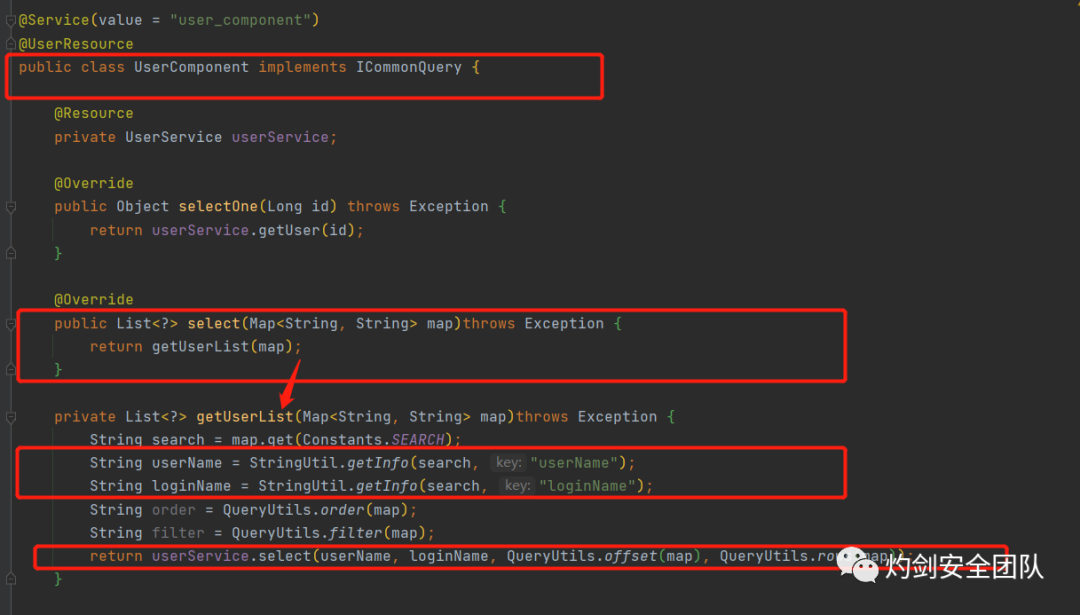 @Service(value = "user_component")
@UserResource
public class UserComponent implements ICommonQuery {
@Resource
private UserService userService;
@Override
public Object selectOne(Long id) throws Exception {
return userService.getUser(id);
}
@Override
public List<?> select(Map<String, String> map)throws Exception {
return getUserList(map);
}
private List<?> getUserList(Map<String, String> map)throws Exception {
String search = map.get(Constants.SEARCH);
String userName = StringUtil.getInfo(search, key: "userName");
String loginName = StringUtil.getInfo(search, key: "loginName");
String order = QueryUtils.order(map);
String filter = QueryUtils.filter(map);
return userService.select(userName, loginName, QueryUtils.offset(map), QueryUtils.
}
灼剑安全团队